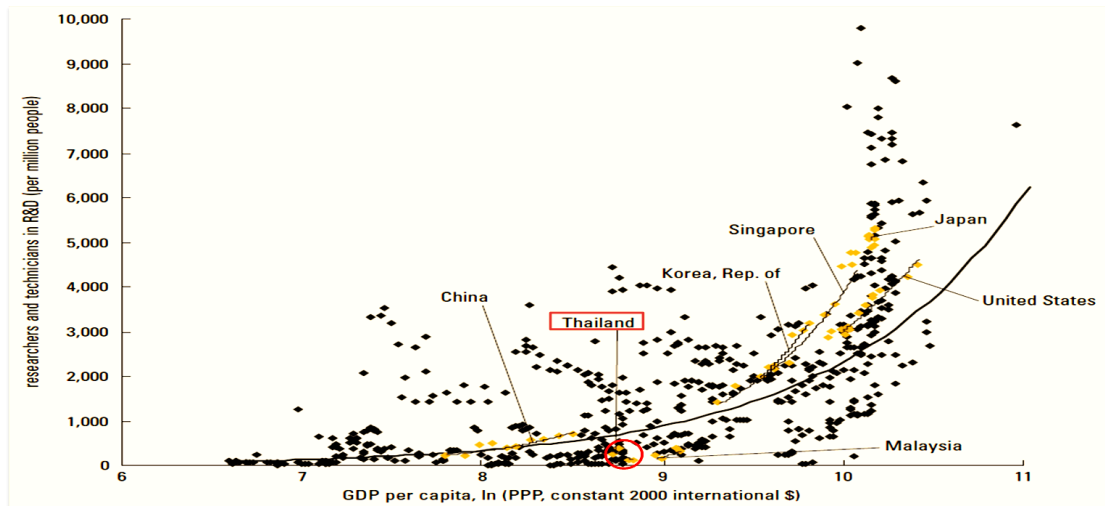 researchers and technicians in R&D (per million people)
10,000
9,000
8,000
7,000
6,000
5,000
4,000
3,000
2,000
1,000
0
Japan
Singapore
Korea, Rep. of
China
United States
Thailand
Malaysia
6 7 8 9 10 11
GDP per capita, ln (PPP, constant 2000 international $)